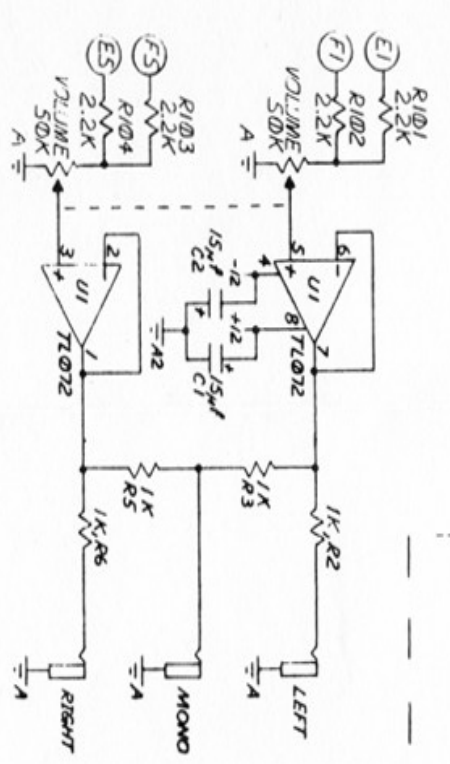 E1
R101
2.2K
F1
R102
2.2K
VOLUME
50K
A
5
+
6
-
U1
4
8
7
TL072
-12
+12
15µf
C2
15µf
C1
A2
F5
R103
2.2K
E5
R104
2.2K
VOLUME
50K
A
3
+
2
-
U1
1
TL072
1K
R3
1K
R5
1K, R2
1K, R6
LEFT
A
MONO
A
RIGHT
A